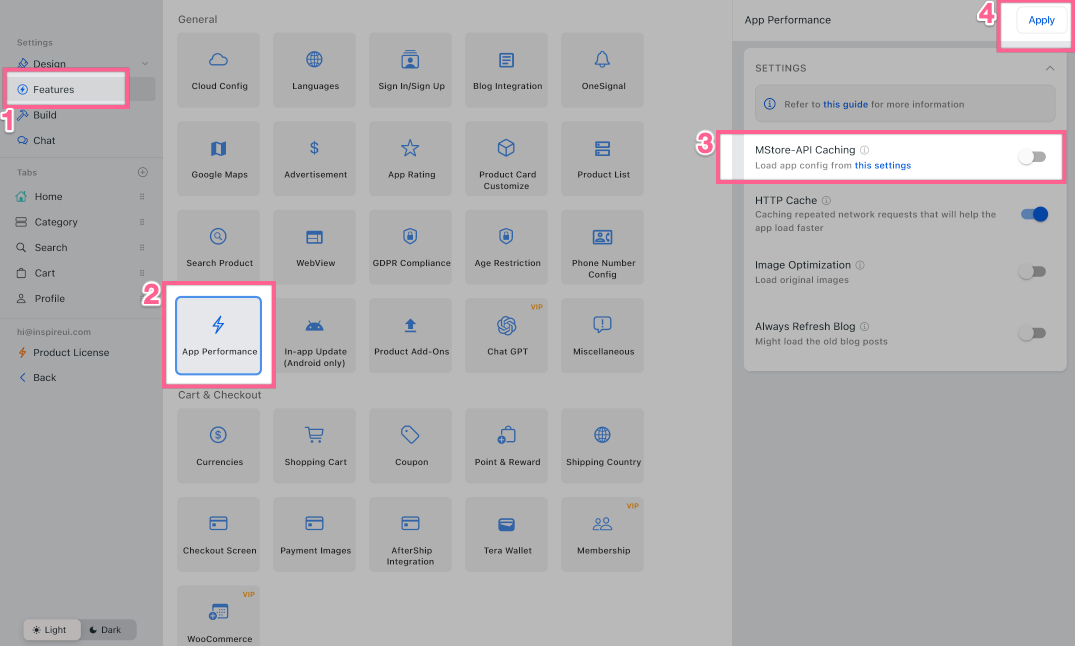 Settings
Design
1
Features
Build
Chat
Tabs
Home
Category
Search
Cart
Profile
hi@inspireui.com
Product License
Back
Light
Dark
General
Cloud Config
Languages
Sign In/Sign Up
Blog Integration
OneSignal
Google Maps
Advertisement
App Rating
Product Card
Customize
Product List
Search Product
WebView
GDPR Compliance
Age Restriction
Phone Number
Config
2
App Performance
In-app Update
(Android only)
Product Add-Ons
VIP
Chat GPT
Miscellaneous
Cart & Checkout
Currencies
Shopping Cart
Coupon
Point & Reward
Shipping Country
Checkout Screen
Payment Images
AfterShip
Integration
Tera Wallet
VIP
Membership
VIP
WooCommerce
App Performance
4
Apply
SETTINGS
Refer to this guide for more information
3
MStore-API Caching
Load app config from this settings
HTTP Cache
Caching repeated network requests that will help the
app load faster
Image Optimization
Load original images
Always Refresh Blog
Might load the old blog posts